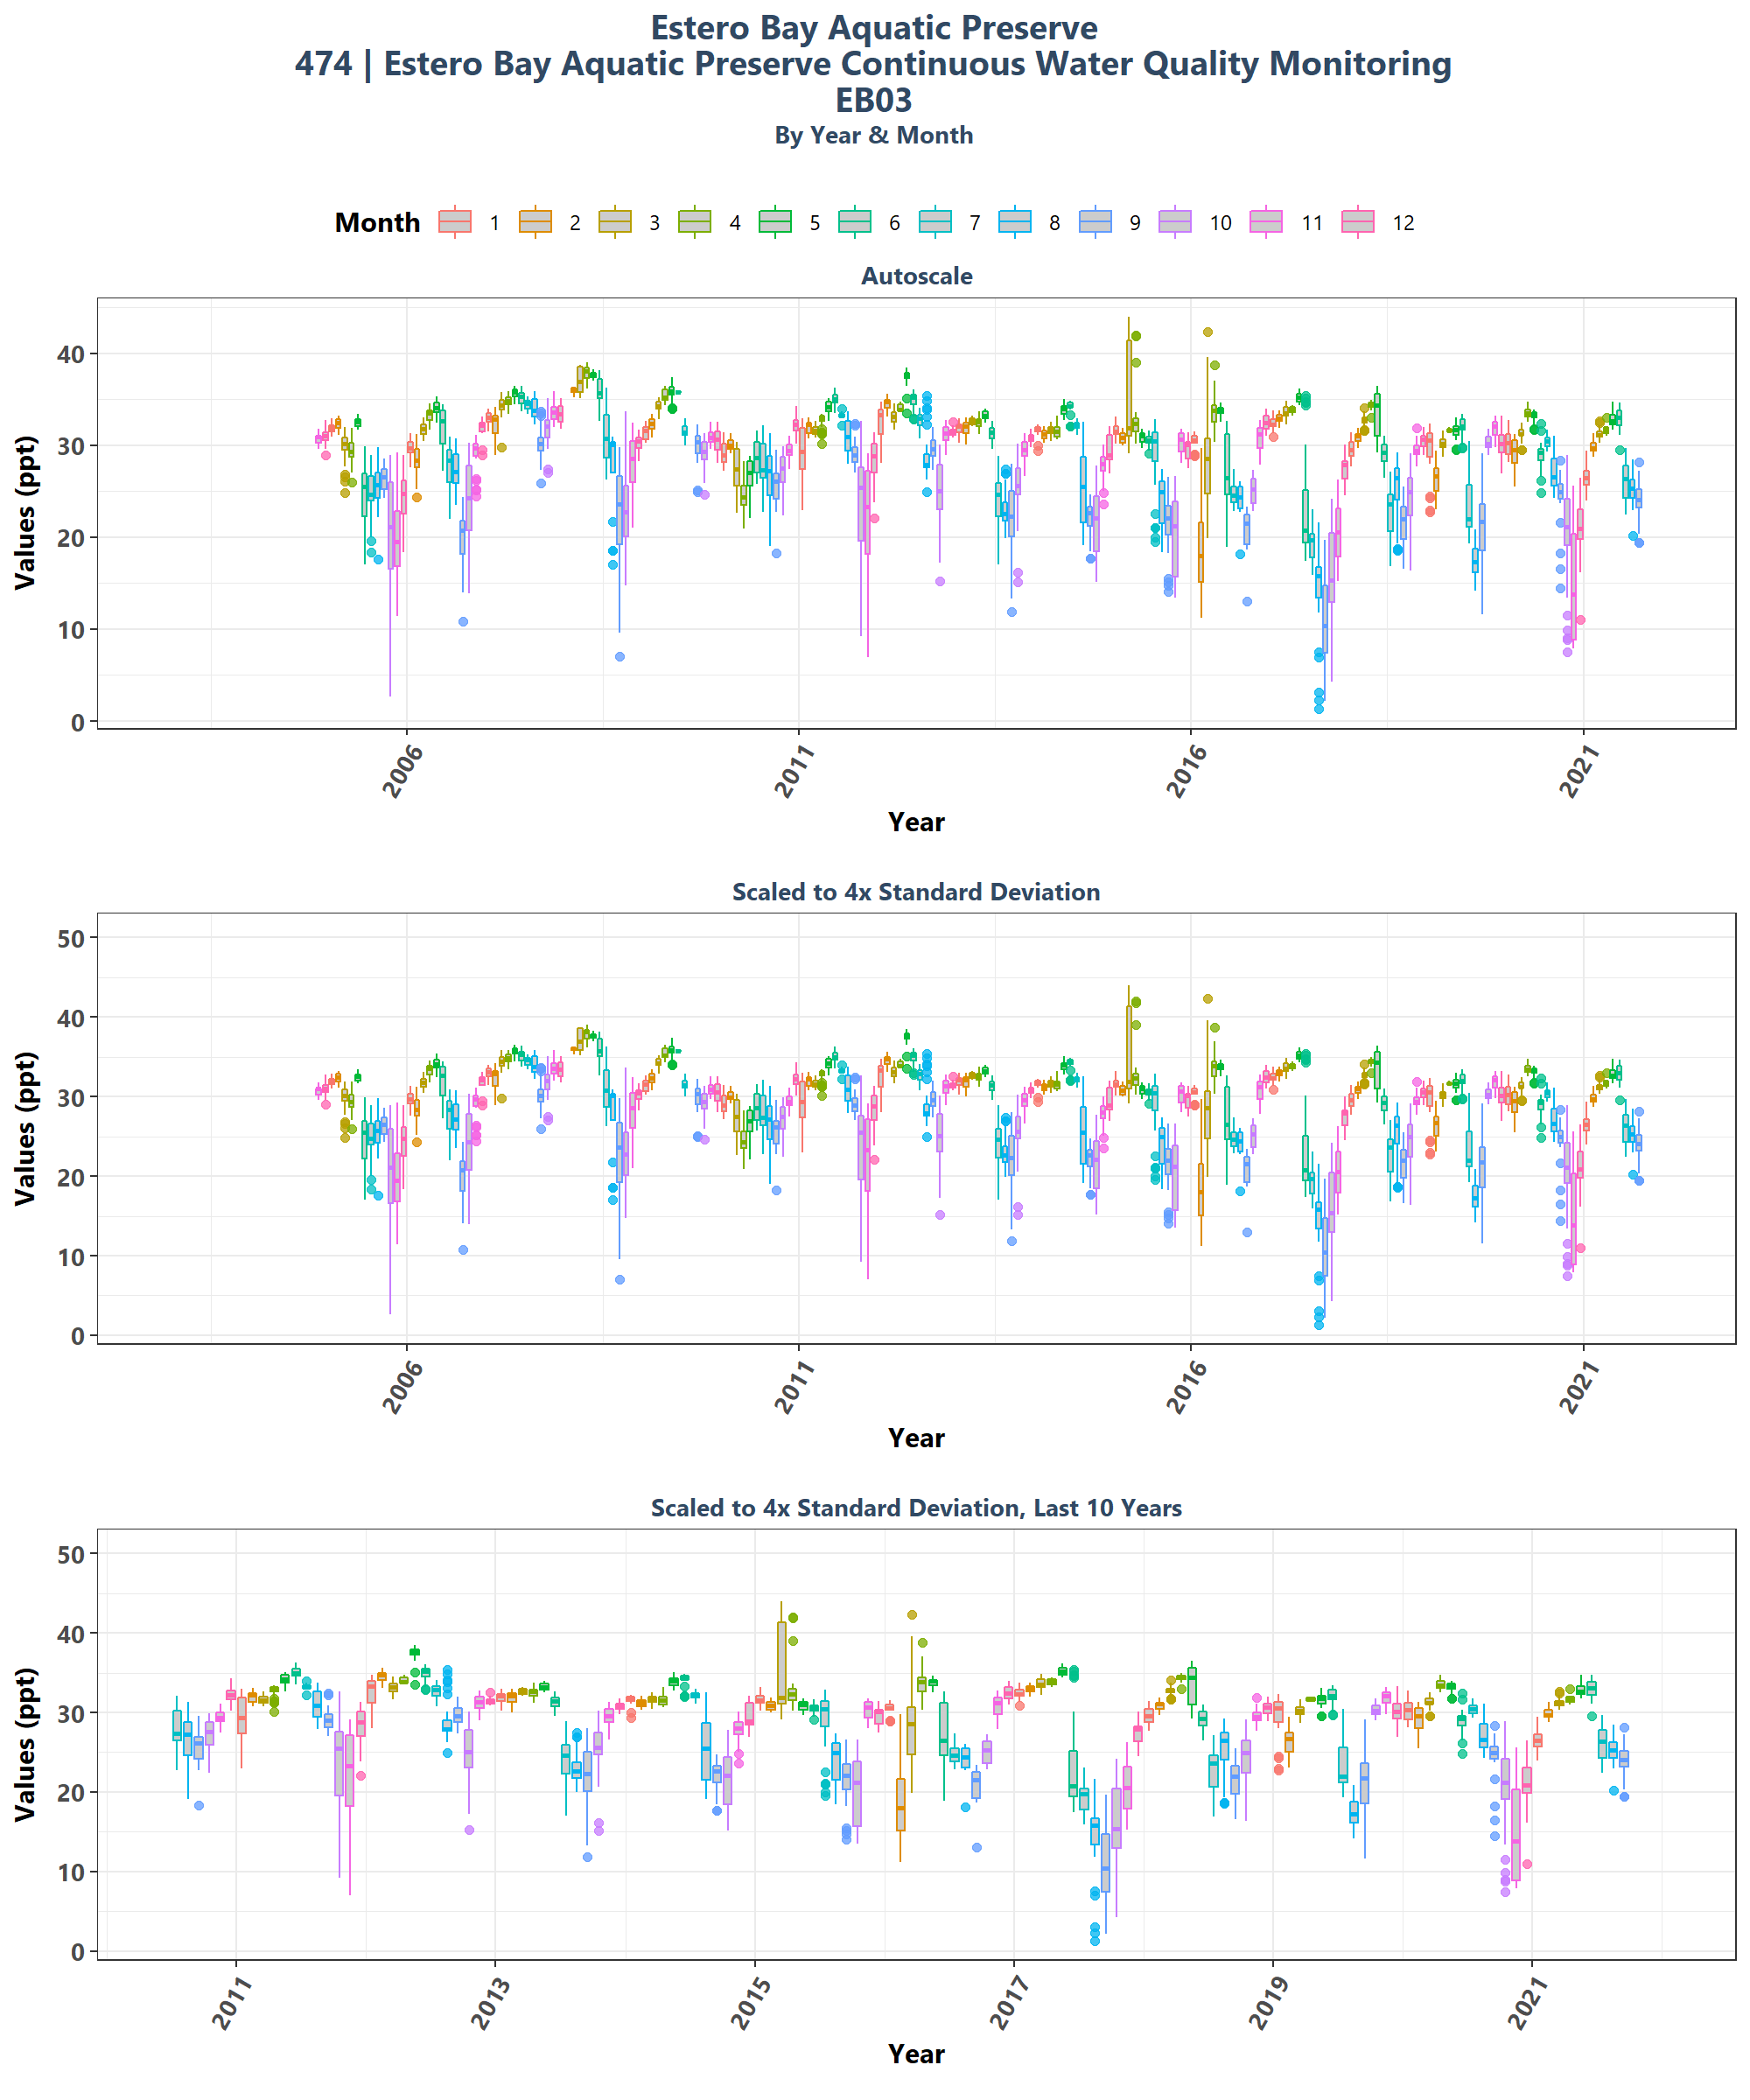 Estero Bay Aquatic Preserve
474 | Estero Bay Aquatic Preserve Continuous Water Quality Monitoring
EB03
By Year & Month
Month 1 2 3 4 5 6 7 8 9 10 11 12
Autoscale
Values (ppt)
40
30
20
10
0
2006 2011 2016 2021
Year
Scaled to 4x Standard Deviation
Values (ppt)
50
40
30
20
10
0
2006 2011 2016 2021
Year
Scaled to 4x Standard Deviation, Last 10 Years
Values (ppt)
50
40
30
20
10
0
2011 2013 2015 2017 2019 2021
Year